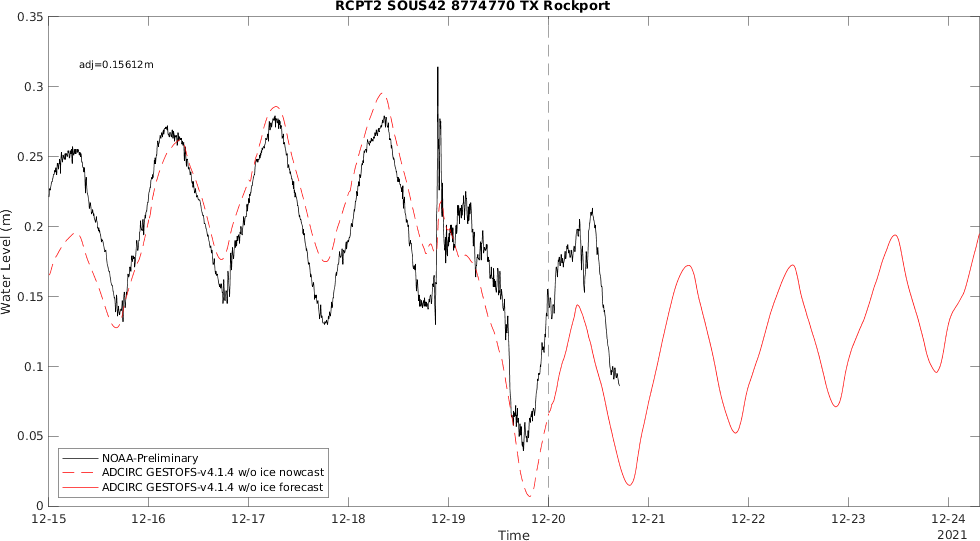 RCPT2 SOUS42 8774770 TX Rockport
adj=0.15612m
Water Level (m)
0.35
0.3
0.25
0.2
0.15
0.1
0.05
0
NOAA-Preliminary
ADCIRC GESTOFS-v4.1.4 w/o ice nowcast
ADCIRC GESTOFS-v4.1.4 w/o ice forecast
12-15 12-16 12-17 12-18 12-19 12-20 12-21 12-22 12-23 12-24
Time
2021